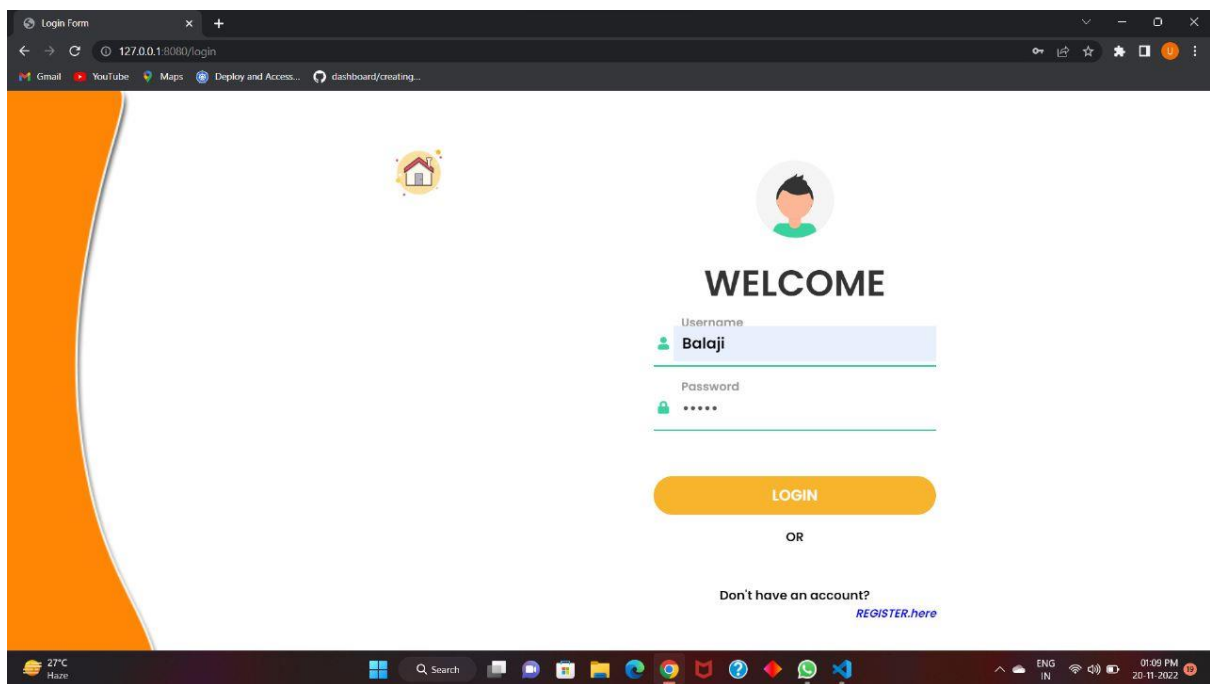 Login Form
127.0.0.1:8080/login
U
Gmail YouTube Maps Deploy and Access... dashboard/creating...
WELCOME
Username
Balaji
Password
•••••
LOGIN
OR
Don't have an account?
REGISTER.here
27°C
Haze
Search
ENG
IN
01:09 PM
20-11-2022
19